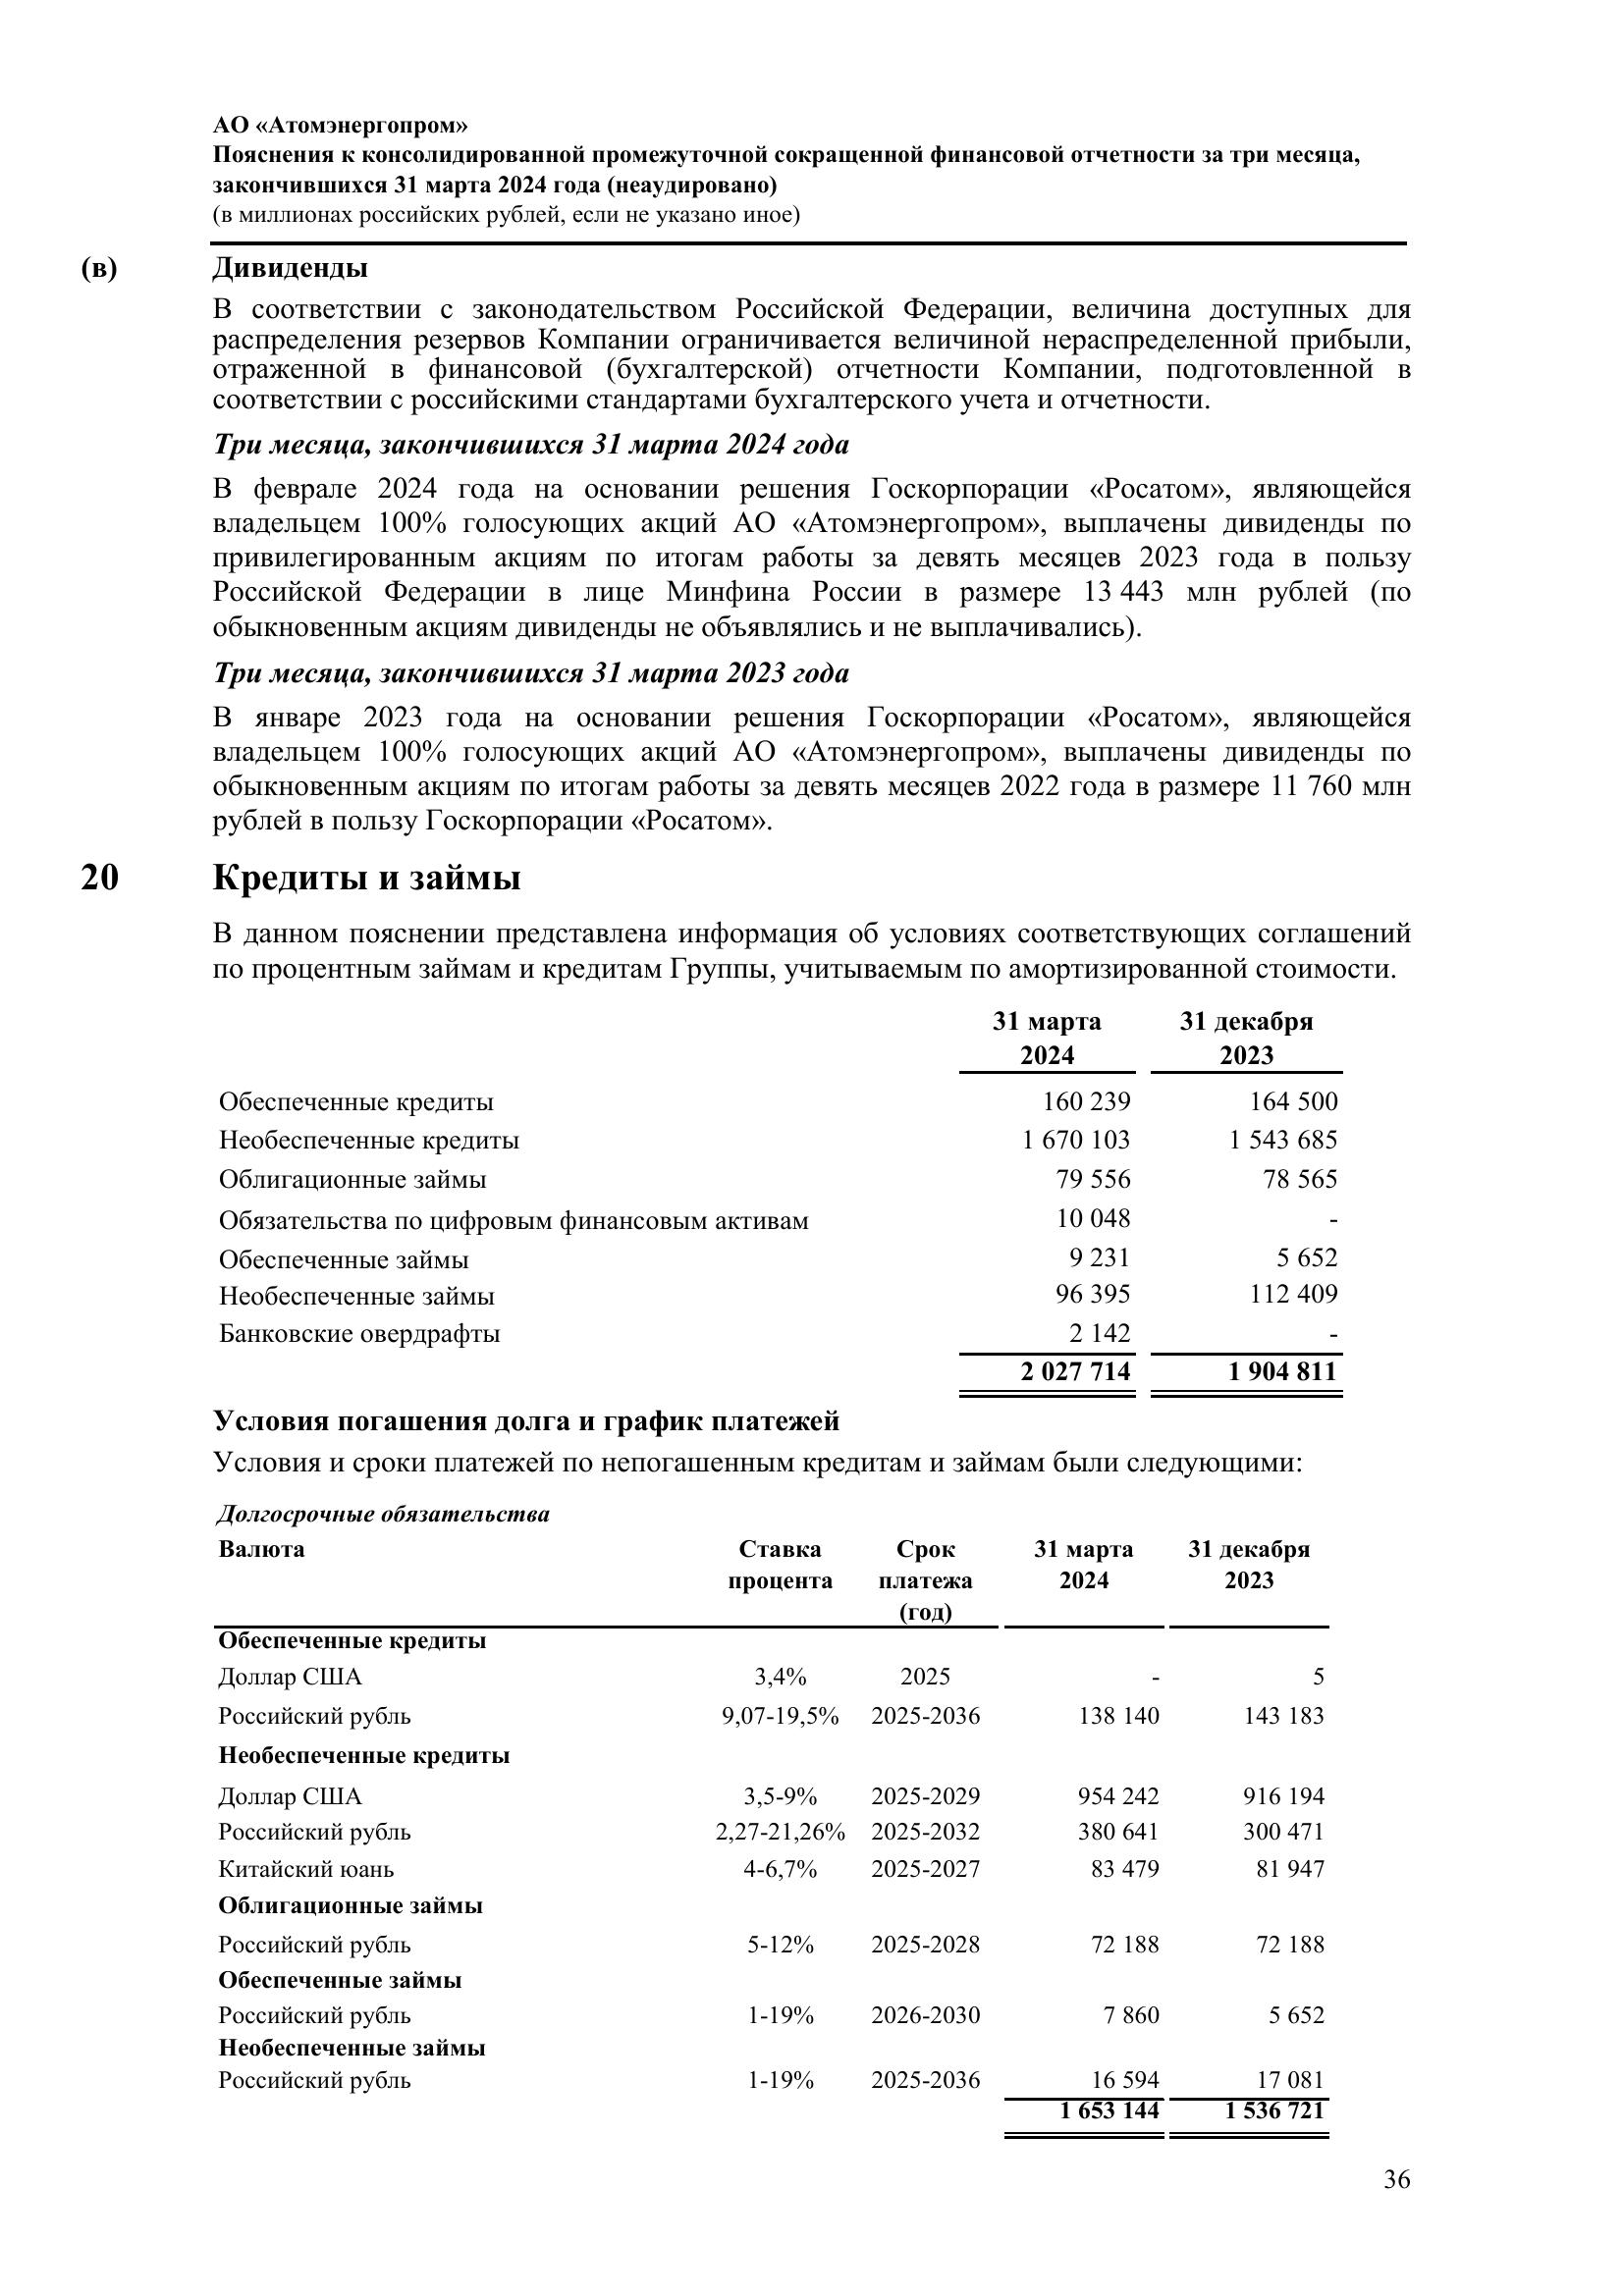 АО «Атомэнергопром»
Пояснения к консолидированной промежуточной сокращенной финансовой отчетности за три месяца,
закончившихся 31 марта 2024 года (неаудировано)
(в миллионах российских рублей, если не указано иное)
(в) Дивиденды
В соответствии с законодательством Российской Федерации, величина доступных для
распределения резервов Компании ограничивается величиной нераспределенной прибыли,
отраженной в финансовой (бухгалтерской) отчетности Компании, подготовленной в
соответствии с российскими стандартами бухгалтерского учета и отчетности.
Три месяца, закончившихся 31 марта 2024 года
В феврале 2024 года на основании решения Госкорпорации «Росатом», являющейся
владельцем 100% голосующих акций АО «Атомэнергопром», выплачены дивиденды по
привилегированным акциям по итогам работы за девять месяцев 2023 года в пользу
Российской Федерации в лице Минфина России в размере 13 443 млн рублей (по
обыкновенным акциям дивиденды не объявлялись и не выплачивались).
Три месяца, закончившихся 31 марта 2023 года
В январе 2023 года на основании решения Госкорпорации «Росатом», являющейся
владельцем 100% голосующих акций АО «Атомэнергопром», выплачены дивиденды по
обыкновенным акциям по итогам работы за девять месяцев 2022 года в размере 11 760 млн
рублей в пользу Госкорпорации «Росатом».
20 Кредиты и займы
В данном пояснении представлена информация об условиях соответствующих соглашений
по процентным займам и кредитам Группы, учитываемым по амортизированной стоимости.
31 марта 31 декабря
2024 2023
Обеспеченные кредиты 160 239 164 500
Необеспеченные кредиты 1 670 103 1 543 685
Облигационные займы 79 556 78 565
Обязательства по цифровым финансовым активам 10 048 -
Обеспеченные займы 9 231 5 652
Необеспеченные займы 96 395 112 409
Банковские овердрафты 2 142 -
2 027 714 1 904 811
Условия погашения долга и график платежей
Условия и сроки платежей по непогашенным кредитам и займам были следующими:
Долгосрочные обязательства
Валюта Ставка Срок 31 марта 31 декабря
процента платежа 2024 2023
(год)
Обеспеченные кредиты
Доллар США 3,4% 2025 - 5
Российский рубль 9,07-19,5% 2025-2036 138 140 143 183
Необеспеченные кредиты
Доллар США 3,5-9% 2025-2029 954 242 916 194
Российский рубль 2,27-21,26% 2025-2032 380 641 300 471
Китайский юань 4-6,7% 2025-2027 83 479 81 947
Облигационные займы
Российский рубль 5-12% 2025-2028 72 188 72 188
Обеспеченные займы
Российский рубль 1-19% 2026-2030 7 860 5 652
Необеспеченные займы
Российский рубль 1-19% 2025-2036 16 594 17 081
1 653 144 1 536 721
36